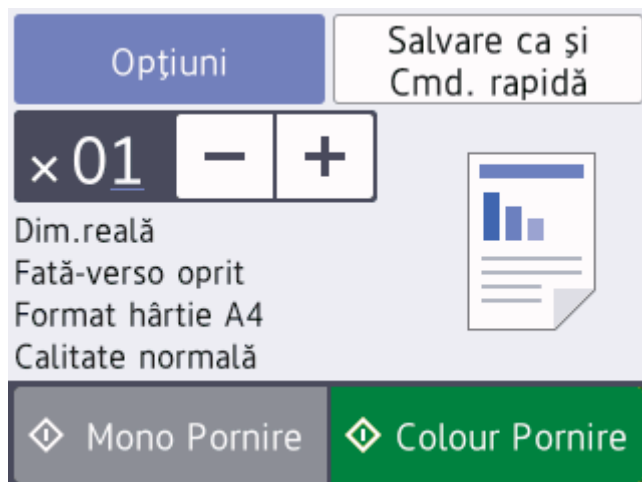 Opţiuni
Salvare ca şi
Cmd. rapidă
×01
Dim.reală
Fată-verso oprit
Format hârtie A4
Calitate normală
Mono Pornire
Colour Pornire